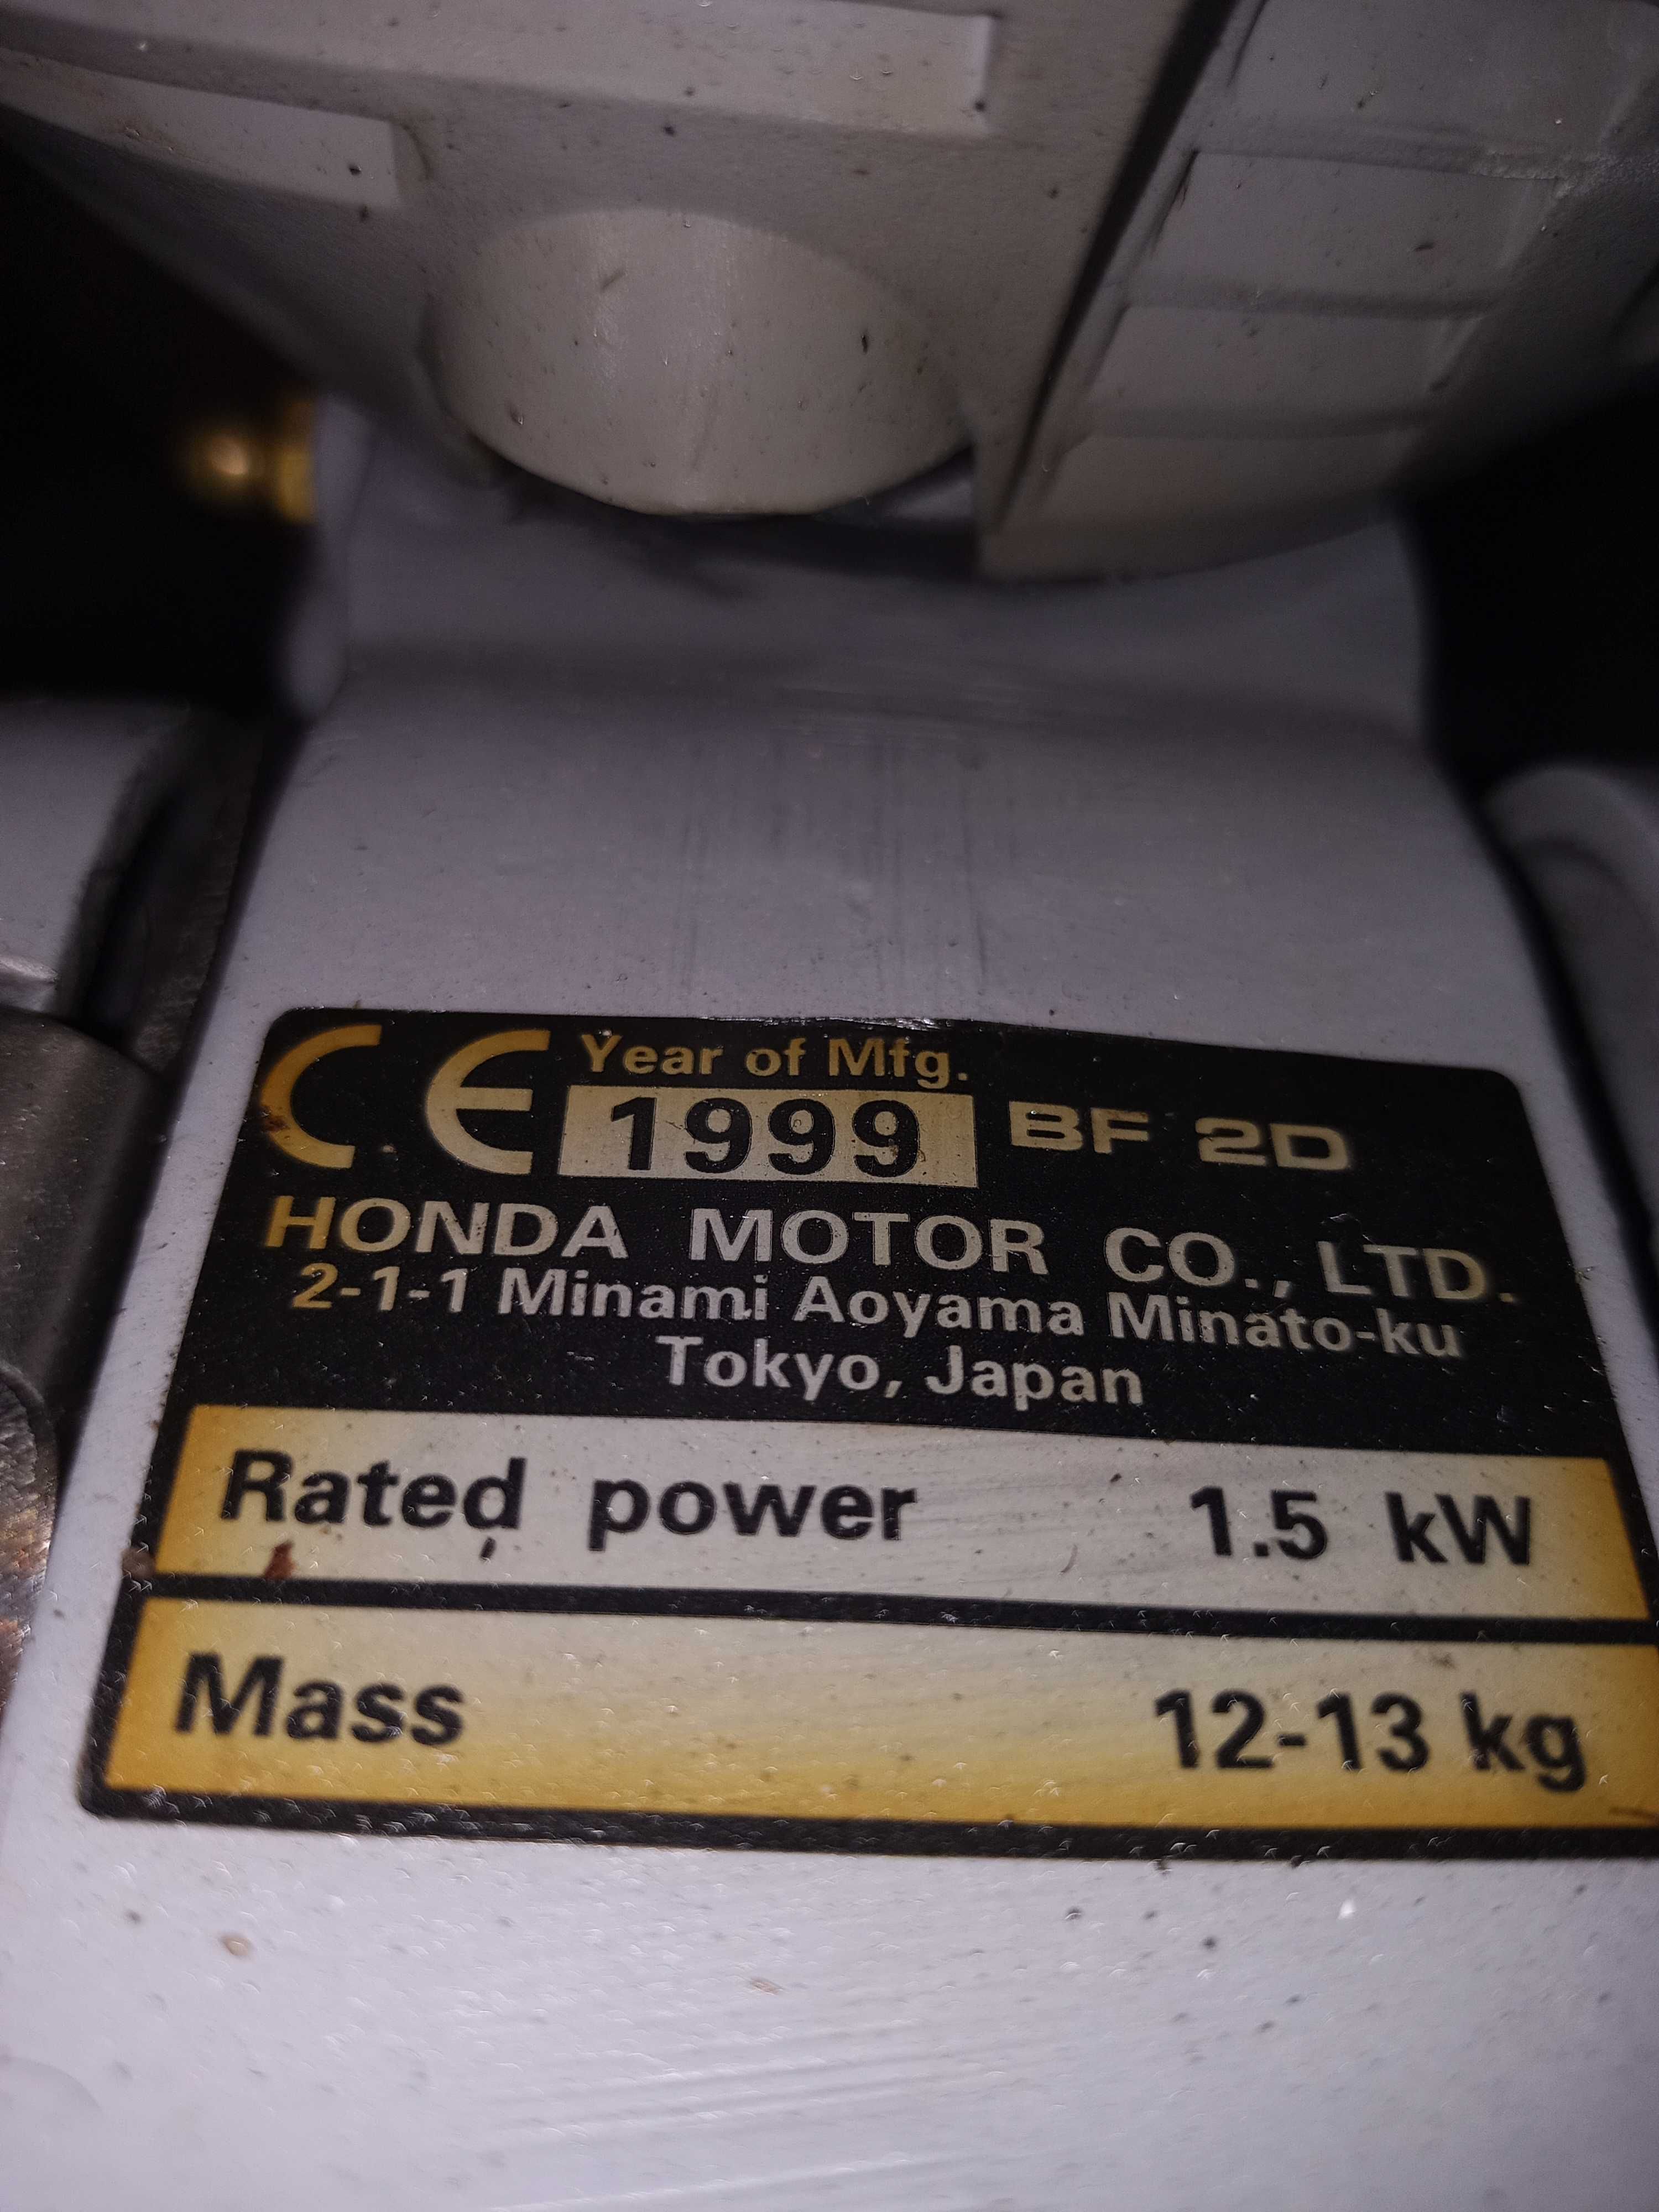 CE Year of Mfg.
1999 BF 2D
HONDA MOTOR CO., LTD.
2-1-1 Minami Aoyama Minato-ku
Tokyo, Japan
Rated power 1.5 kW
Mass 12-13 kg